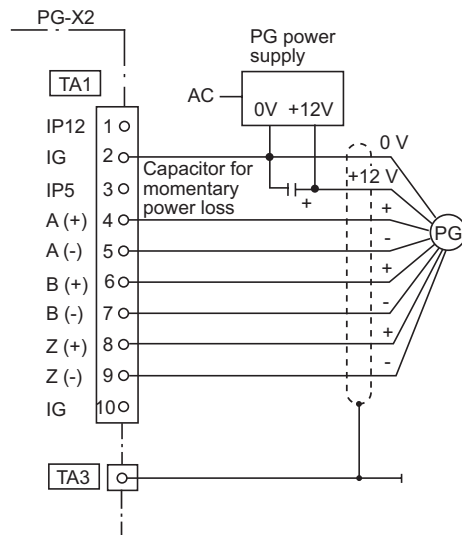 PG-X2
PG power
supply
TA1
AC
0V +12V
IP12 1
0 V
IG 2
Capacitor for
momentary
power loss
+12 V
IP5 3
+
A (+) 4
+
PG
A (-) 5
-
B (+) 6
+
B (-) 7
-
Z (+) 8
+
Z (-) 9
-
IG 10
TA3